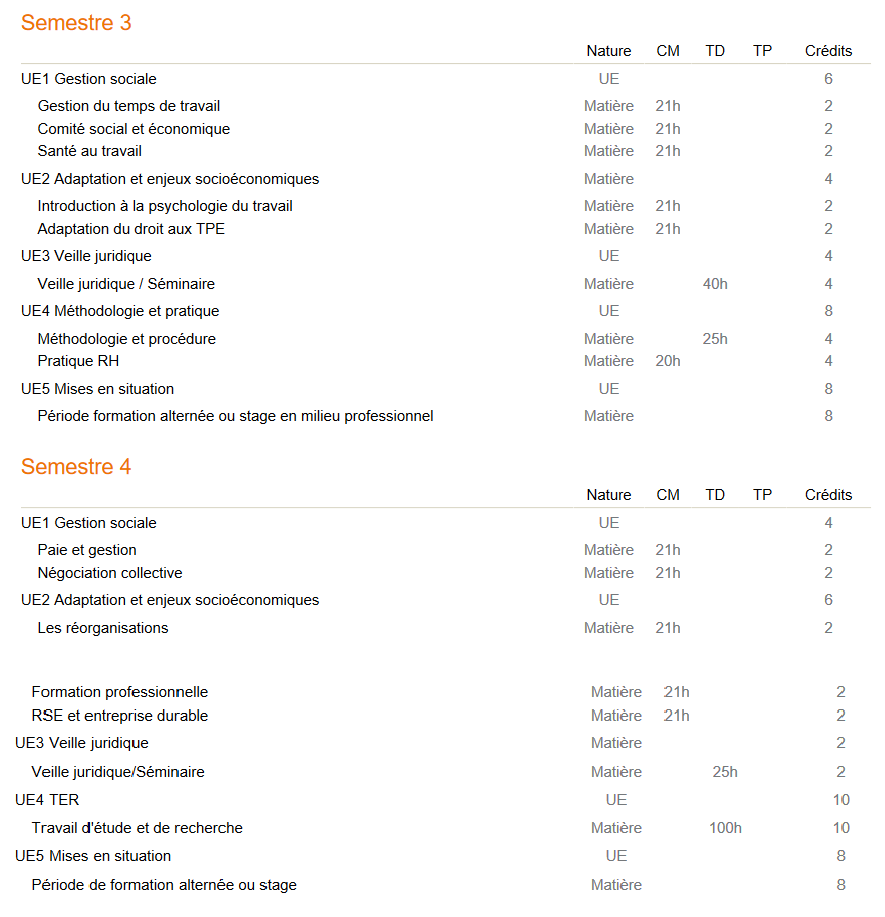 Semestre 3
Nature CM TD TP Crédits
UE1 Gestion sociale UE 6
Gestion du temps de travail Matière 21h 2
Comité social et économique Matière 21h 2
Santé au travail Matière 21h 2
UE2 Adaptation et enjeux socioéconomiques Matière 4
Introduction à la psychologie du travail Matière 21h 2
Adaptation du droit aux TPE Matière 21h 2
UE3 Veille juridique UE 4
Veille juridique / Séminaire Matière 40h 4
UE4 Méthodologie et pratique UE 8
Méthodologie et procédure Matière 25h 4
Pratique RH Matière 20h 4
UE5 Mises en situation UE 8
Période formation alternée ou stage en milieu professionnel Matière 8
Semestre 4
Nature CM TD TP Crédits
UE1 Gestion sociale UE 4
Paie et gestion Matière 21h 2
Négociation collective Matière 21h 2
UE2 Adaptation et enjeux socioéconomiques UE 6
Les réorganisations Matière 21h 2
Formation professionnelle Matière 21h 2
RSE et entreprise durable Matière 21h 2
UE3 Veille juridique Matière 2
Veille juridique/Séminaire Matière 25h 2
UE4 TER UE 10
Travail d'étude et de recherche Matière 100h 10
UE5 Mises en situation UE 8
Période de formation alternée ou stage Matière 8